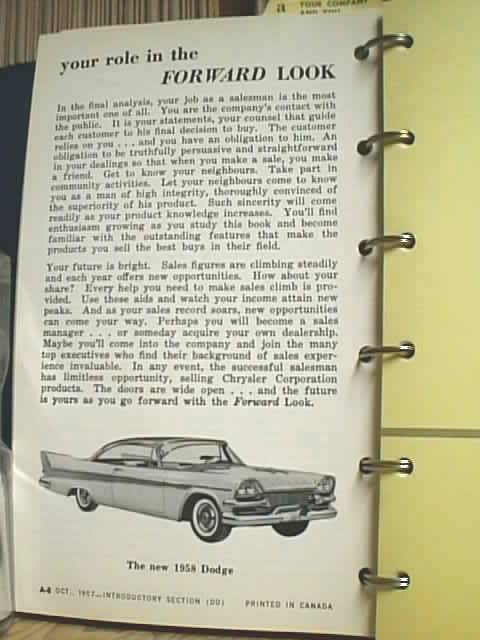 YOUR COMPANY
your role in the
FORWARD LOOK
In the final analysis, your job as a salesman is the most
important one of all. You are the company's contact with
the public. It is your statements, your counsel that guide
each customer to his final decision to buy. The customer
relies on you . . . and you have an obligation to him. An
obligation to be truthfully persuasive and straightforward
in your dealings so that when you make a sale, you make
a friend. Get to know your neighbours. Take part in
community activities. Let your neighbours come to know
you as a man of high integrity, thoroughly convinced of
the superiority of his product. Such sincerity will come
readily as your product knowledge increases. You'll find
enthusiasm growing as you study this book and become
familiar with the outstanding features that make the
products you sell the best buys in their field.
Your future is bright. Sales figures are climbing steadily
and each year offers new opportunities. How about your
share? Every help you need to make sales climb is pro-
vided. Use these aids and watch your income attain new
peaks. And as your sales record soars, new opportunities
can come your way. Perhaps you will become a sales
manager . . . or someday acquire your own dealership.
Maybe you'll come into the company and join the many
top executives who find their background of sales exper-
ience invaluable. In any event, the successful salesman
has limitless opportunity, selling Chrysler Corporation
products. The doors are wide open . . . and the future
is yours as you go forward with the Forward Look.
The new 1958 Dodge
A-8 OCT., 1957—INTRODUCTORY SECTION (DD) PRINTED IN CANADA